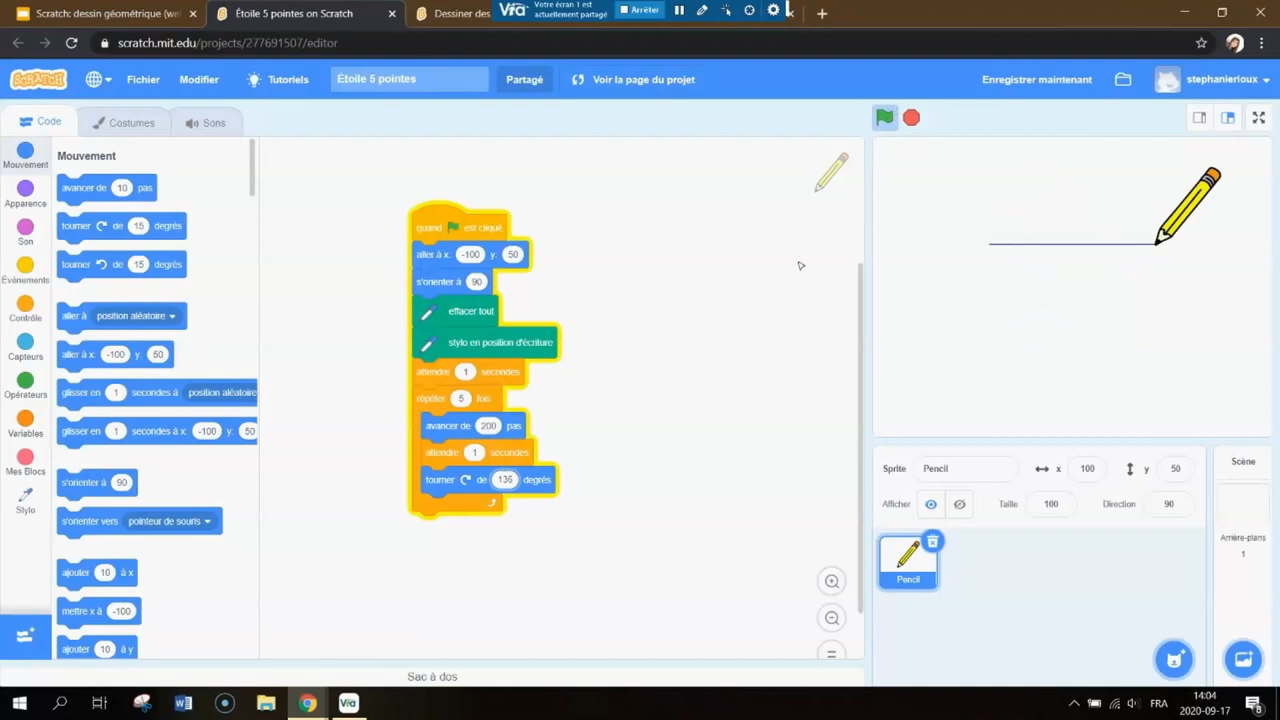 Scratch: dessin géométrique (we
Étoile 5 pointes on Scratch
Dessiner des
Via
Votre écran 1 est
actuellement partagé
Arrêter
scratch.mit.edu/projects/277691507/editor
SCRATCH
Fichier
Modifier
Tutoriels
Étoile 5 pointes
Partagé
Voir la page du projet
Enregistrer maintenant
stephanierioux
Code
Costumes
Sons
Mouvement
Apparence
Son
Événements
Contrôle
Capteurs
Opérateurs
Variables
Mes Blocs
Stylo
Mouvement
avancer de 10 pas
tourner de 15 degrés
tourner de 15 degrés
aller à position aléatoire
aller à x: -100 y: 50
glisser en 1 secondes à position aléatoire
glisser en 1 secondes à x: -100 y: 50
s'orienter à 90
s'orienter vers pointeur de souris
ajouter 10 à x
mettre x à -100
ajouter 10 à y
quand est cliqué
aller à x: -100 y: 50
s'orienter à 90
effacer tout
stylo en position d'écriture
attendre 1 secondes
répéter 5 fois
avancer de 200 pas
attendre 1 secondes
tourner de 136 degrés
Sac à dos
Sprite Pencil x 100 y 50
Afficher Taille 100 Direction 90
Pencil
Scène
Arrière-plans
1
FRA
14:04
2020-09-17
8